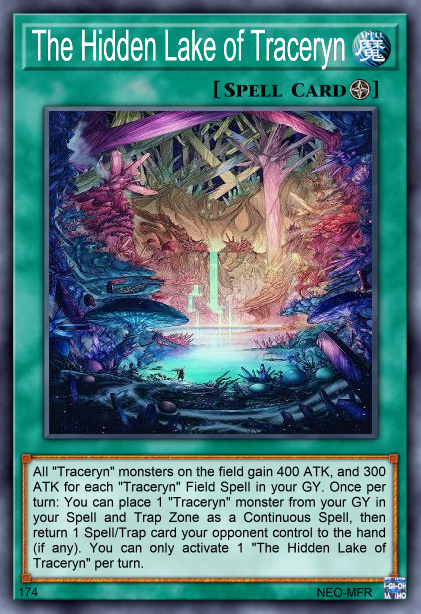 The Hidden Lake of Traceryn
SPELL
魔
[SPELL CARD]
All "Traceryn" monsters on the field gain 400 ATK, and 300
ATK for each "Traceryn" Field Spell in your GY. Once per
turn: You can place 1 "Traceryn" monster from your GY in
your Spell and Trap Zone as a Continuous Spell, then
return 1 Spell/Trap card your opponent control to the hand
(if any). You can only activate 1 "The Hidden Lake of
Traceryn" per turn.
174 NEO-MFR